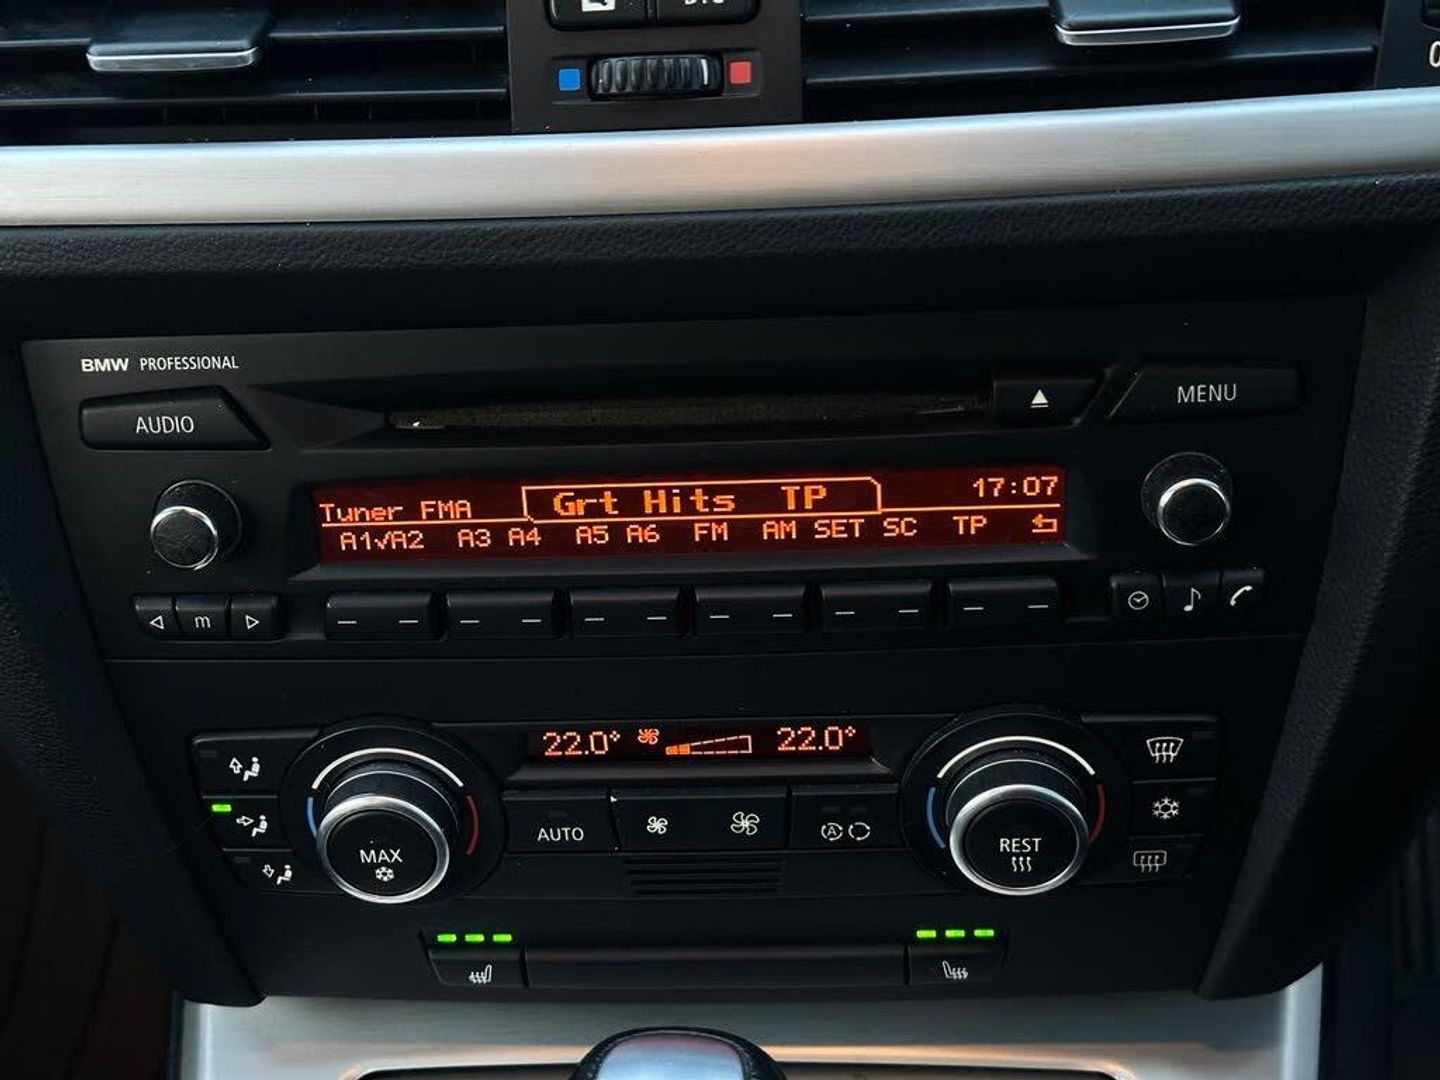 BMW PROFESSIONAL
AUDIO
MENU
Tuner FMA
Grt Hits TP
17:07
A1√A2 A3 A4 A5 A6 FM AM SET SC TP
m
22.0°
22.0°
AUTO
A
MAX
REST